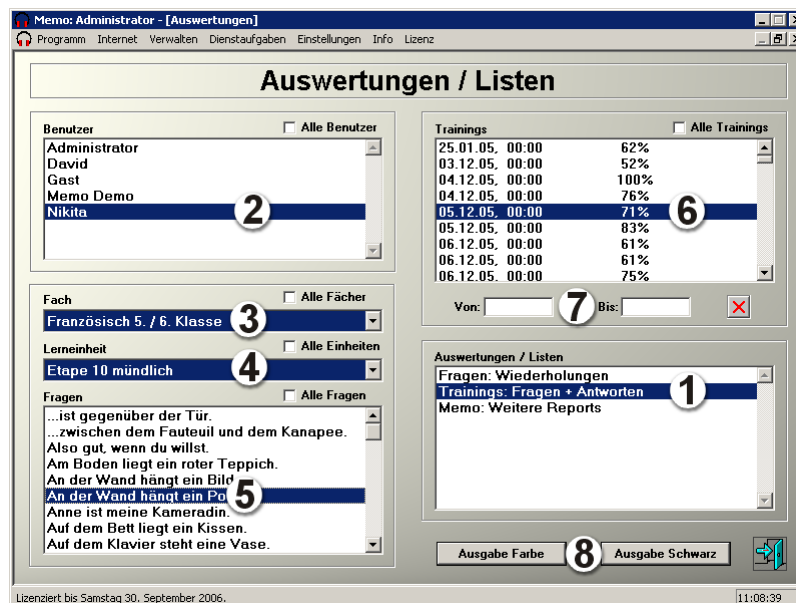 Memo: Administrator - [Auswertungen]
Programm Internet Verwalten Dienstaufgaben Einstellungen Info Lizenz
Auswertungen / Listen
Benutzer Alle Benutzer
Administrator
David
Gast
Memo Demo
Nikita
2
Fach Alle Fächer
Französisch 5. / 6. Klasse 3
Lerneinheit Alle Einheiten
Etape 10 mündlich 4
Fragen Alle Fragen
...ist gegenüber der Tür.
...zwischen dem Fauteuil und dem Kanapee.
Also gut, wenn du willst.
Am Boden liegt ein roter Teppich.
An der Wand hängt ein Bild
An der Wand hängt ein Po 5
Anne ist meine Kameradin.
Auf dem Bett liegt ein Kissen.
Auf dem Klavier steht eine Vase.
Trainings Alle Trainings
25.01.05, 00:00 62%
03.12.05, 00:00 52%
04.12.05, 00:00 100%
04.12.05, 00:00 76%
05.12.05, 00:00 71% 6
05.12.05, 00:00 83%
06.12.05, 00:00 61%
06.12.05, 00:00 61%
06.12.05, 00:00 75%
Von: 7 Bis:
Auswertungen / Listen
Fragen: Wiederholungen
Trainings: Fragen + Antworten 1
Memo: Weitere Reports
Ausgabe Farbe 8 Ausgabe Schwarz
Lizenziert bis Samstag 30. September 2006. 11:08:39